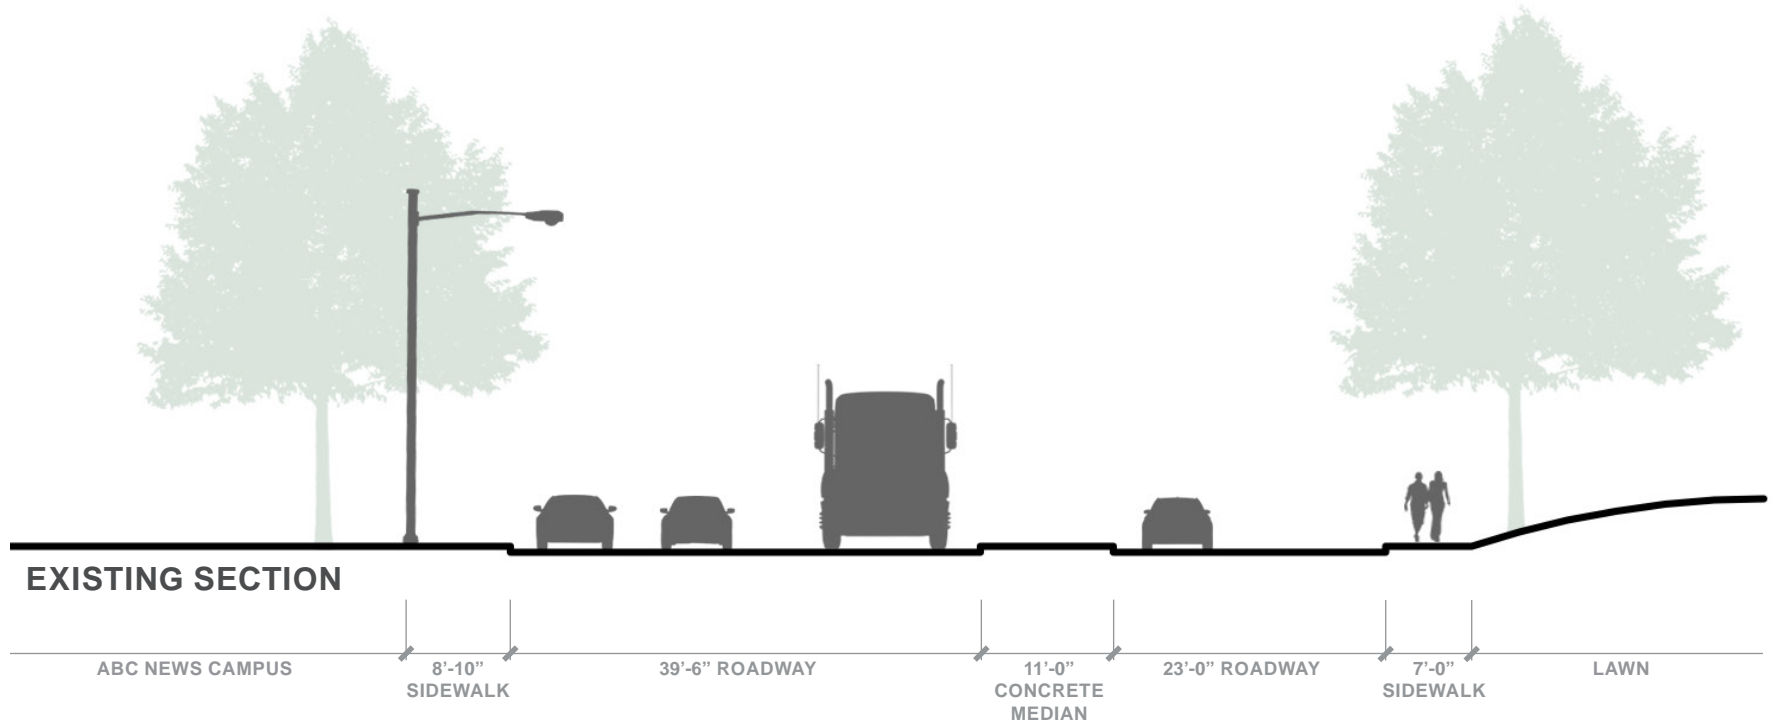 EXISTING SECTION
ABC NEWS CAMPUS
8’-10”
SIDEWALK
39’-6” ROADWAY
11’-0”
CONCRETE
MEDIAN
23’-0” ROADWAY
7’-0”
SIDEWALK
LAWN